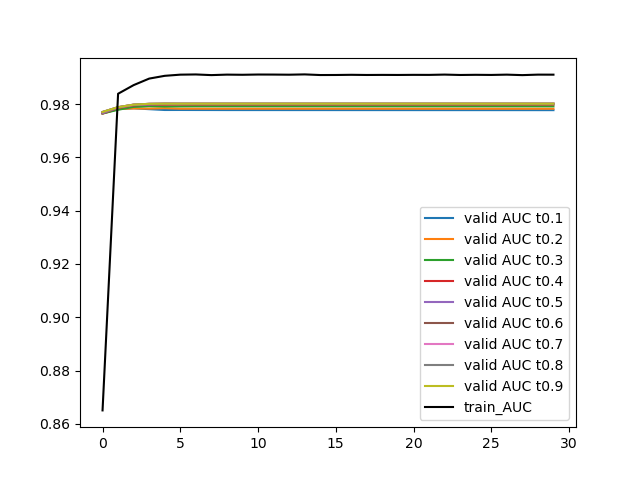 0.98
0.96
0.94
0.92
0.90
0.88
0.86
valid AUC t0.1
valid AUC t0.2
valid AUC t0.3
valid AUC t0.4
valid AUC t0.5
valid AUC t0.6
valid AUC t0.7
valid AUC t0.8
valid AUC t0.9
train_AUC
0 5 10 15 20 25 30